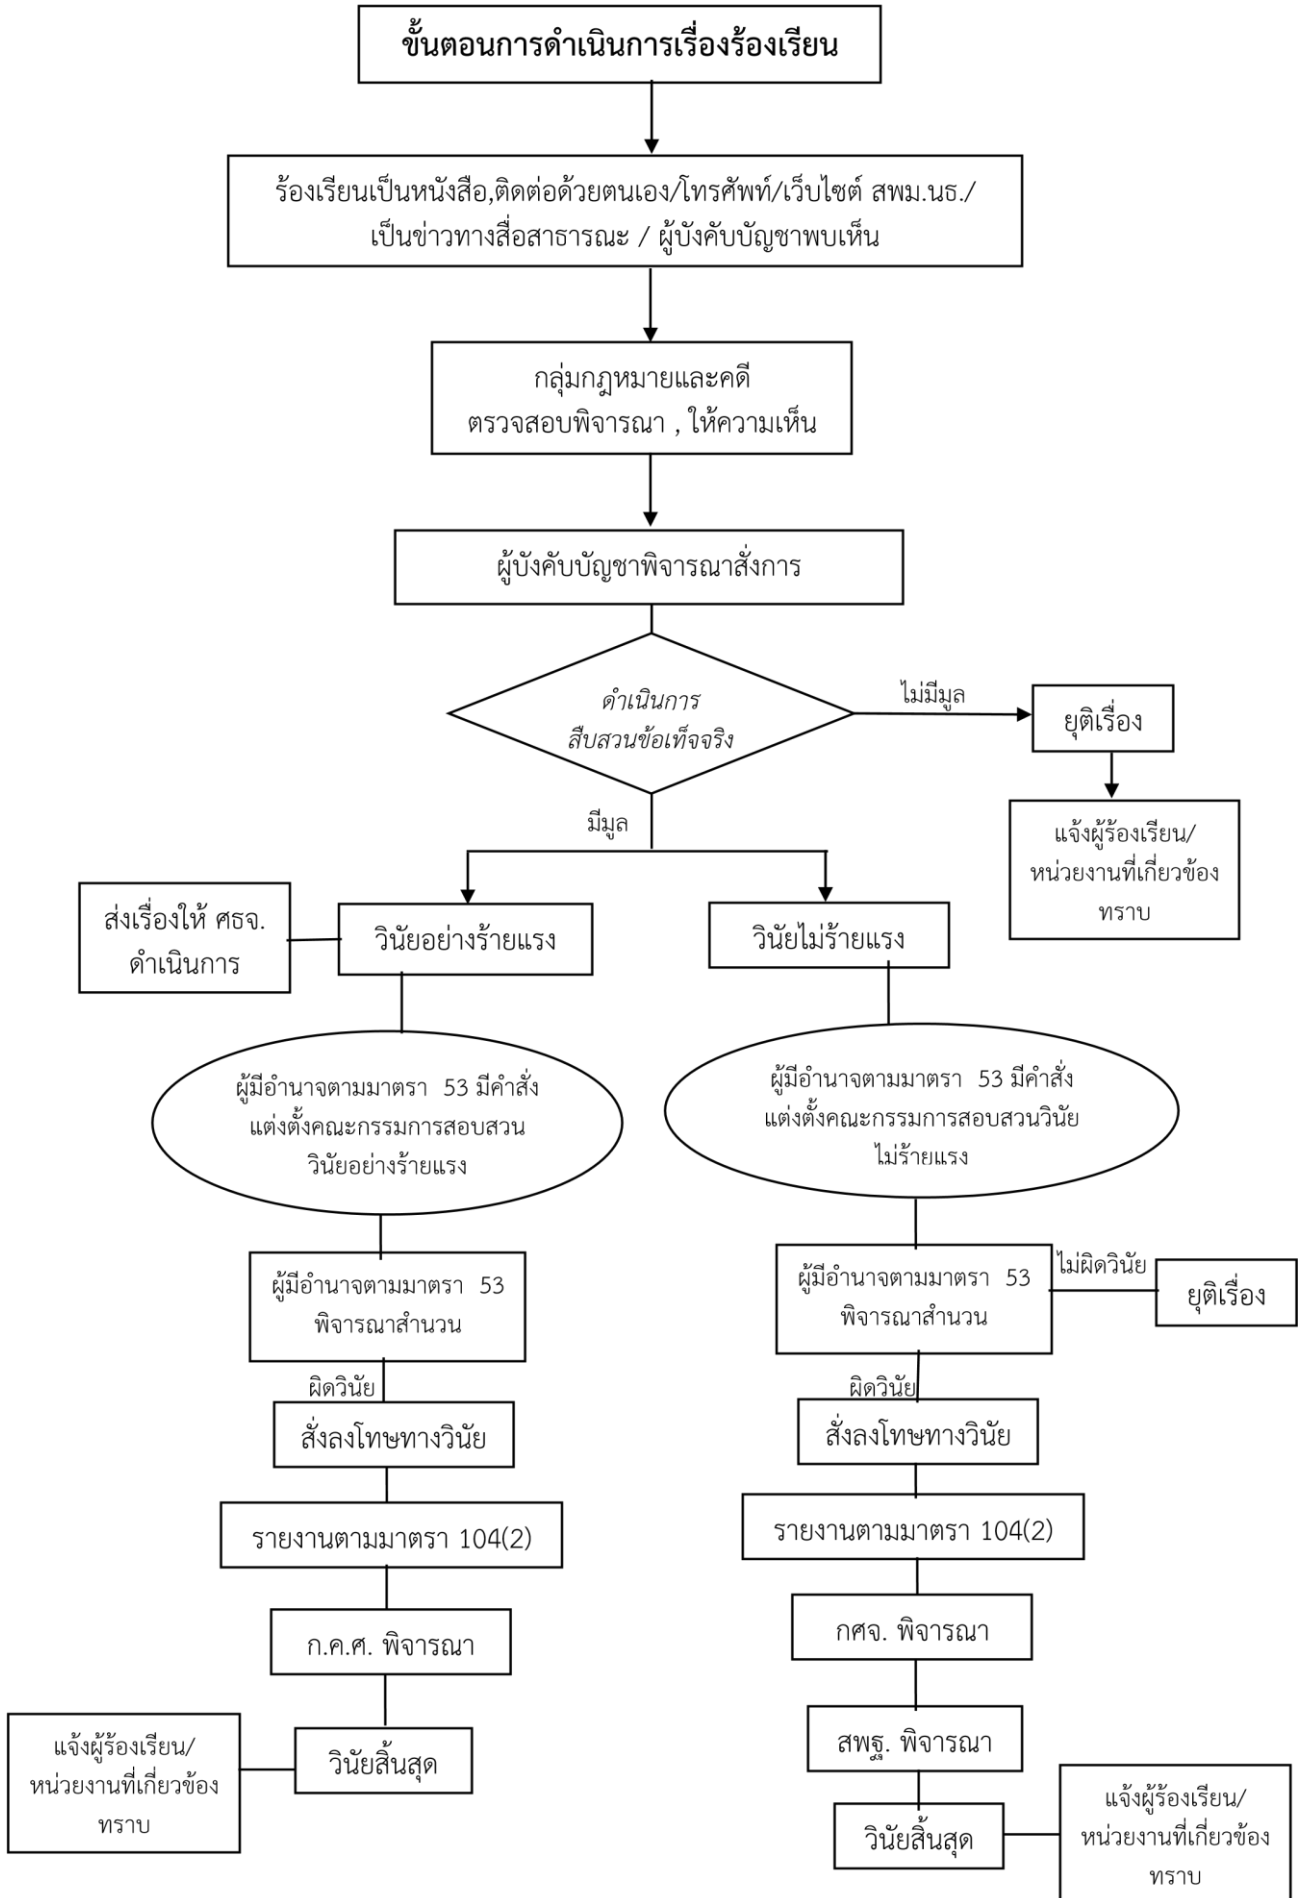 ขั้นตอนการดำเนินการเรื่องร้องเรียน
ร้องเรียนเป็นหนังสือ,ติดต่อด้วยตนเอง/โทรศัพท์/เว็บไซต์ สพม.นธ./
เป็นข่าวทางสื่อสาธารณะ / ผู้บังคับบัญชาพบเห็น
กลุ่มกฎหมายและคดี
ตรวจสอบพิจารณา , ให้ความเห็น
ผู้บังคับบัญชาพิจารณาสั่งการ
ดำเนินการ
สืบสวนข้อเท็จจริง
ไม่มีมูล
ยุติเรื่อง
แจ้งผู้ร้องเรียน/
หน่วยงานที่เกี่ยวข้อง
ทราบ
มีมูล
ส่งเรื่องให้ ศธจ.
ดำเนินการ
วินัยอย่างร้ายแรง
วินัยไม่ร้ายแรง
ผู้มีอำนาจตามมาตรา 53 มีคำสั่ง
แต่งตั้งคณะกรรมการสอบสวน
วินัยอย่างร้ายแรง
ผู้มีอำนาจตามมาตรา 53 มีคำสั่ง
แต่งตั้งคณะกรรมการสอบสวนวินัย
ไม่ร้ายแรง
ผู้มีอำนาจตามมาตรา 53
พิจารณาสำนวน
ผู้มีอำนาจตามมาตรา 53
พิจารณาสำนวน
ไม่ผิดวินัย
ยุติเรื่อง
ผิดวินัย
ผิดวินัย
สั่งลงโทษทางวินัย
สั่งลงโทษทางวินัย
รายงานตามมาตรา 104(2)
รายงานตามมาตรา 104(2)
ก.ค.ศ. พิจารณา
กศจ. พิจารณา
สพฐ. พิจารณา
แจ้งผู้ร้องเรียน/
หน่วยงานที่เกี่ยวข้อง
ทราบ
วินัยสิ้นสุด
วินัยสิ้นสุด
แจ้งผู้ร้องเรียน/
หน่วยงานที่เกี่ยวข้อง
ทราบ